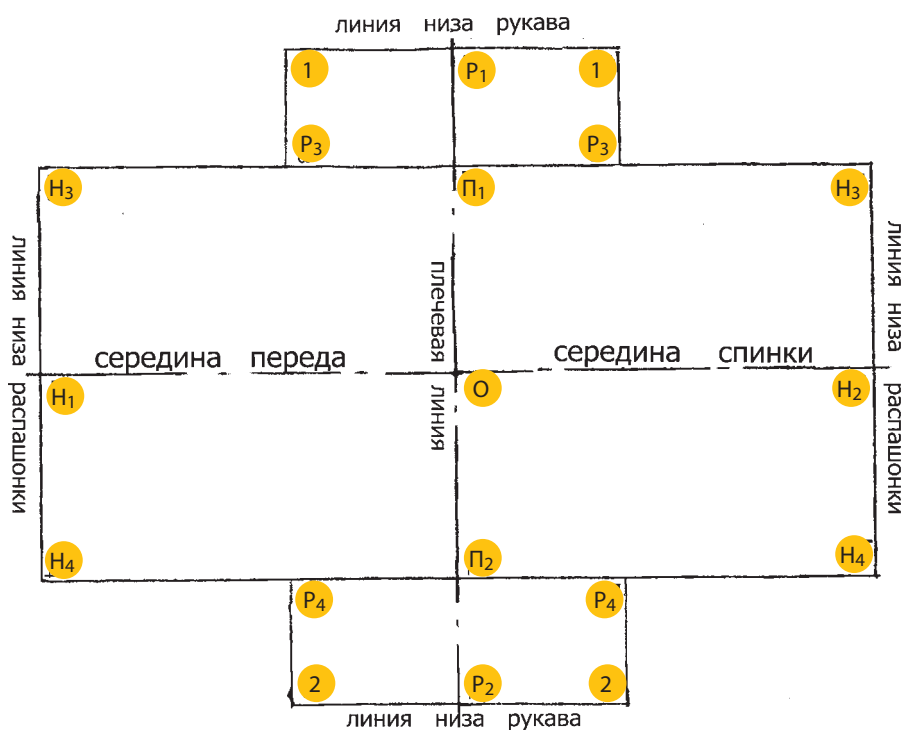 линия низа рукава
1 Р1 1
Р3 Р3
Н3 П1 Н3
линия низа распашонки
плечевая линия
линия низа распашонки
середина переда
середина спинки
Н1 О Н2
Н4 П2 Н4
Р4 Р4
2 Р2 2
линия низа рукава